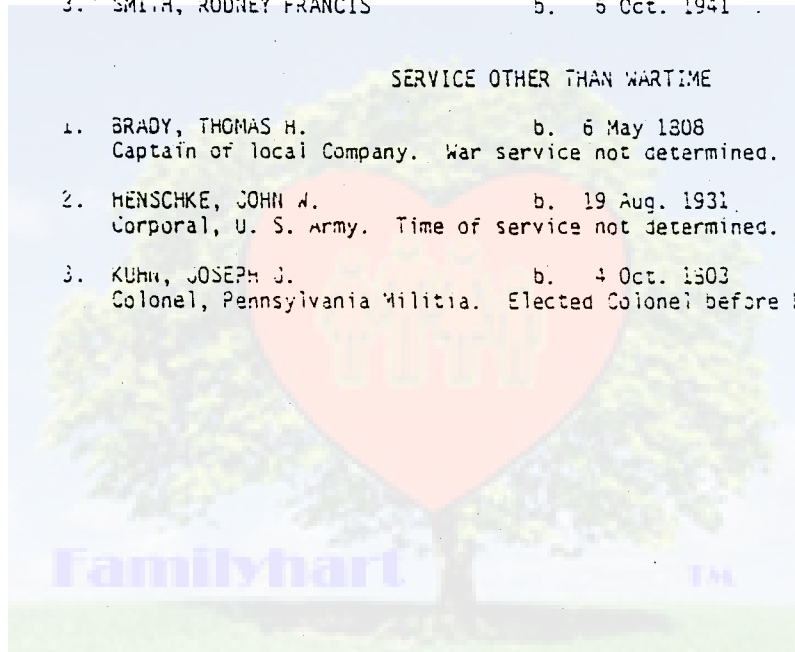 3. SMITH, RODNEY FRANCIS b. 6 Oct. 1941
SERVICE OTHER THAN WARTIME
1. BRADY, THOMAS H. b. 6 May 1808
Captain of local Company. War service not determined.
2. HENSCHKE, JOHN W. b. 19 Aug. 1931
Corporal, U. S. Army. Time of service not determined.
3. KUHN, JOSEPH J. b. 4 Oct. 1803
Colonel, Pennsylvania Militia. Elected Colonel before
Familyhart TM